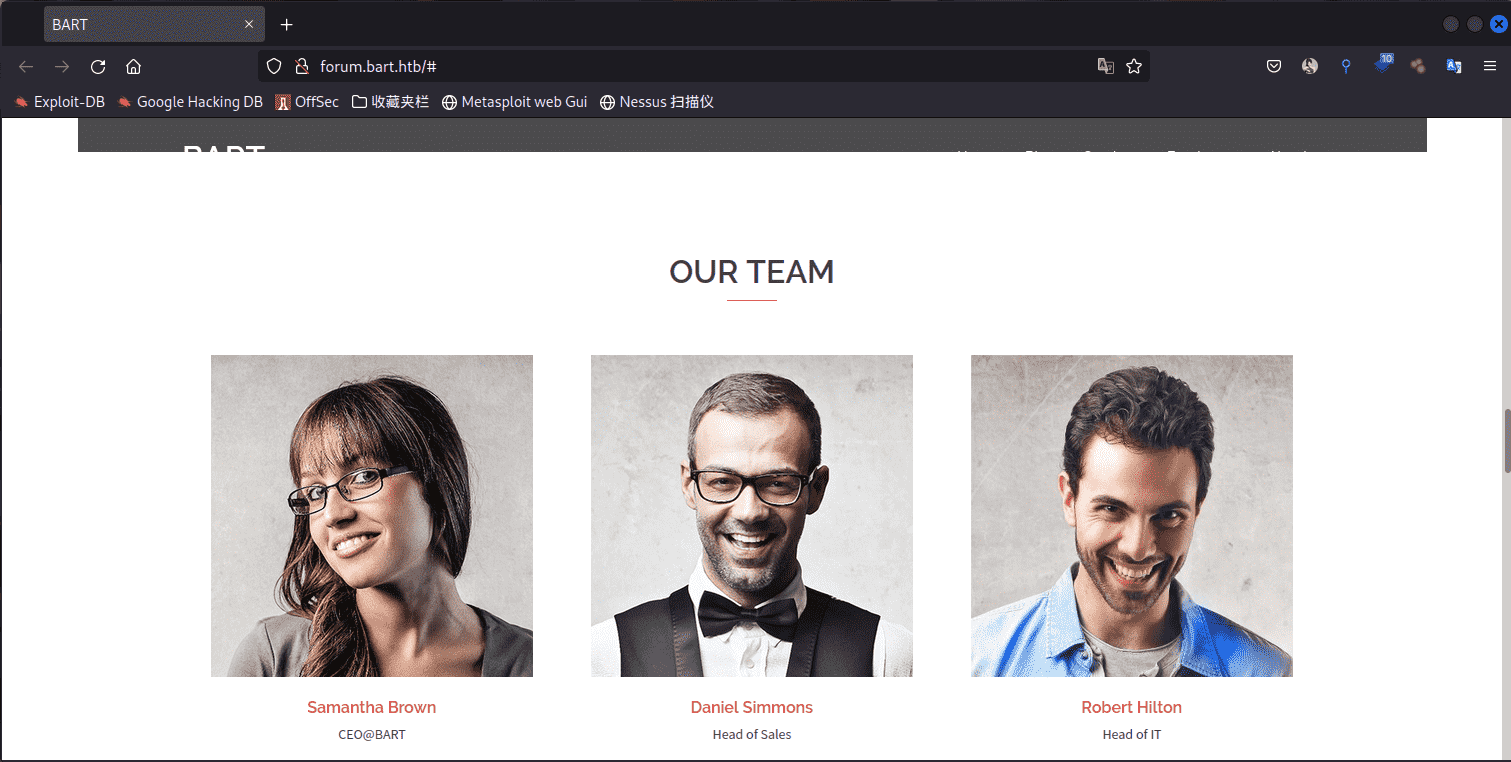 BART
forum.bart.htb/#
10
Exploit-DB Google Hacking DB OffSec 收藏夹栏 Metasploit web Gui Nessus 扫描仪
BART
OUR TEAM
Samantha Brown Daniel Simmons Robert Hilton
CEO@BART Head of Sales Head of IT